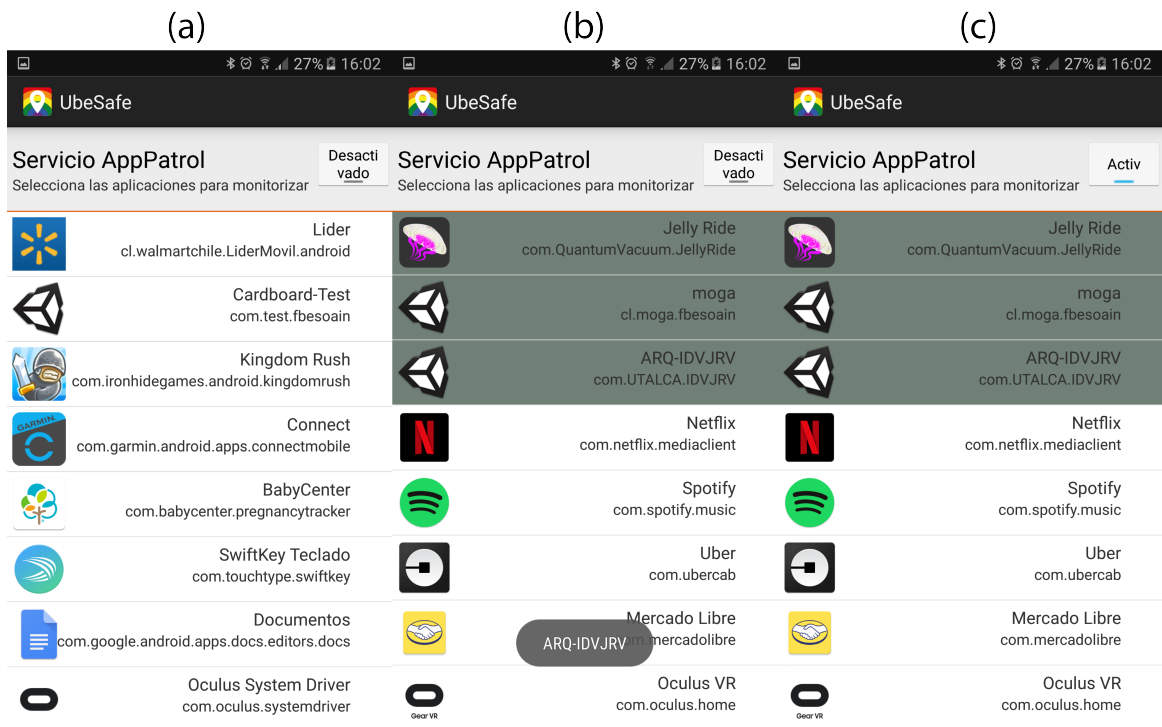 (a)
27% 16:02
UbeSafe
Servicio AppPatrol
Selecciona las aplicaciones para monitorizar
Desacti
vado
Lider
cl.walmartchile.LiderMovil.android
Cardboard-Test
com.test.fbesoain
Kingdom Rush
com.ironhidegames.android.kingdomrush
GARMIN
Connect
com.garmin.android.apps.connectmobile
BabyCenter
com.babycenter.pregnancytracker
SwiftKey Teclado
com.touchtype.swiftkey
Documentos
com.google.android.apps.docs.editors.docs
Oculus System Driver
com.oculus.systemdriver
(b)
27% 16:02
UbeSafe
Servicio AppPatrol
Selecciona las aplicaciones para monitorizar
Desacti
vado
Jelly Ride
com.QuantumVacuum.JellyRide
moga
cl.moga.fbesoain
ARQ-IDVJRV
com.UTALCA.IDVJRV
N
Netflix
com.netflix.mediaclient
Spotify
com.spotify.music
Uber
com.ubercab
Mercado Libre
m.mercadolibre
ARQ-IDVJRV
Oculus VR
com.oculus.home
Gear VR
(c)
27% 16:02
UbeSafe
Servicio AppPatrol
Selecciona las aplicaciones para monitorizar
Activ
Jelly Ride
com.QuantumVacuum.JellyRide
moga
cl.moga.fbesoain
ARQ-IDVJRV
com.UTALCA.IDVJRV
N
Netflix
com.netflix.mediaclient
Spotify
com.spotify.music
Uber
com.ubercab
Mercado Libre
com.mercadolibre
Oculus VR
com.oculus.home
Gear VR